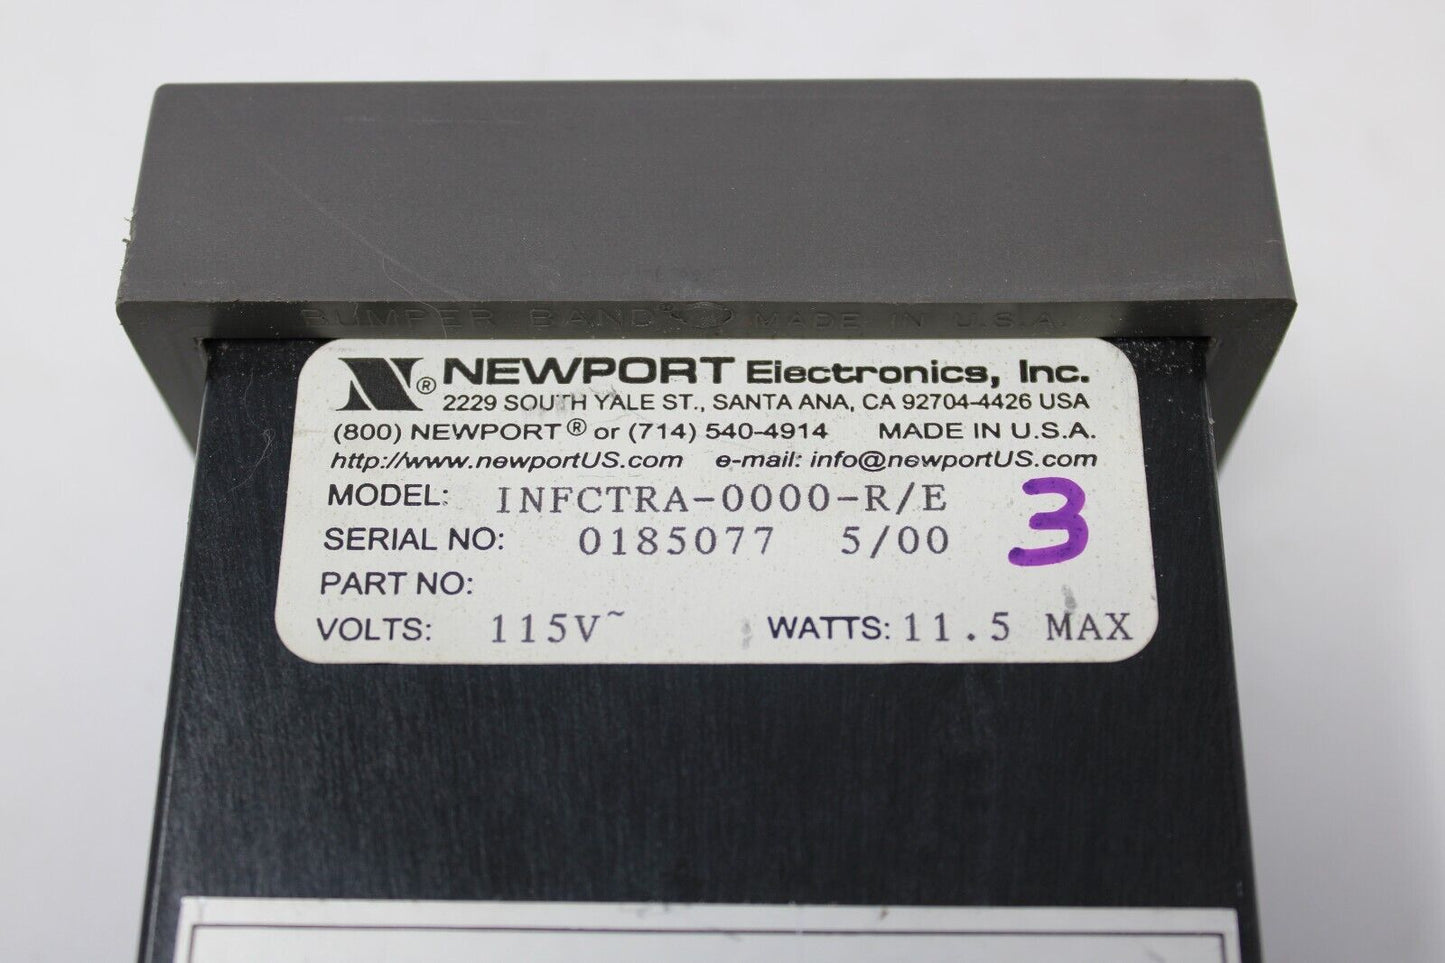 BUMPER BAND® MADE IN U.S.A.
N® NEWPORT Electronics, Inc.
2229 SOUTH YALE ST., SANTA ANA, CA 92704-4426 USA
(800) NEWPORT® or (714) 540-4914 MADE IN U.S.A.
http://www.newportUS.com e-mail: info@newportUS.com
MODEL: INFCTRA-0000-R/E
SERIAL NO: 0185077 5/00
3
PART NO:
VOLTS: 115V~ WATTS: 11.5 MAX